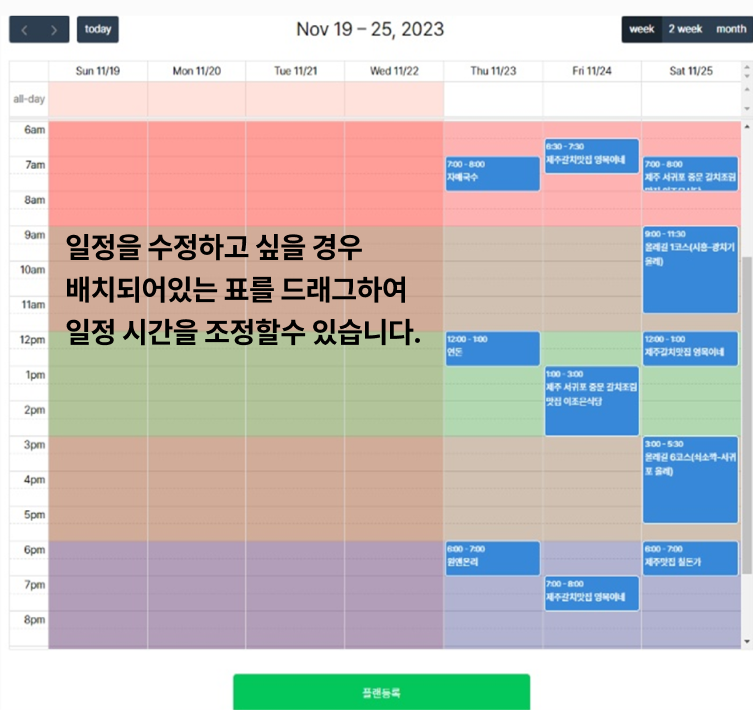 today
Nov 19 – 25, 2023
week 2 week month
Sun 11/19 Mon 11/20 Tue 11/21 Wed 11/22 Thu 11/23 Fri 11/24 Sat 11/25
all-day
6am
6:30 - 7:30
제주갈치맛집 영목이네
7am
7:00 - 8:00
자매국수
7:00 - 8:00
제주 서귀포 중문 갈치조림
맛집 이조은식당
8am
9am
9:00 - 11:30
올레길 1코스(시흥-광치기
올레)
일정을 수정하고 싶을 경우
배치되어있는 표를 드래그하여
일정 시간을 조정할수 있습니다.
10am
11am
12pm
12:00 - 1:00
연돈
12:00 - 1:00
제주갈치맛집 영목이네
1pm
1:00 - 3:00
제주 서귀포 중문 갈치조림
맛집 이조은식당
2pm
3pm
3:00 - 5:30
올레길 6코스(쇠소깍-서귀
포 올레)
4pm
5pm
6pm
6:00 - 7:00
원앤온리
6:00 - 7:00
제주맛집 칠돈가
7pm
7:00 - 8:00
제주갈치맛집 영목이네
8pm
플랜등록